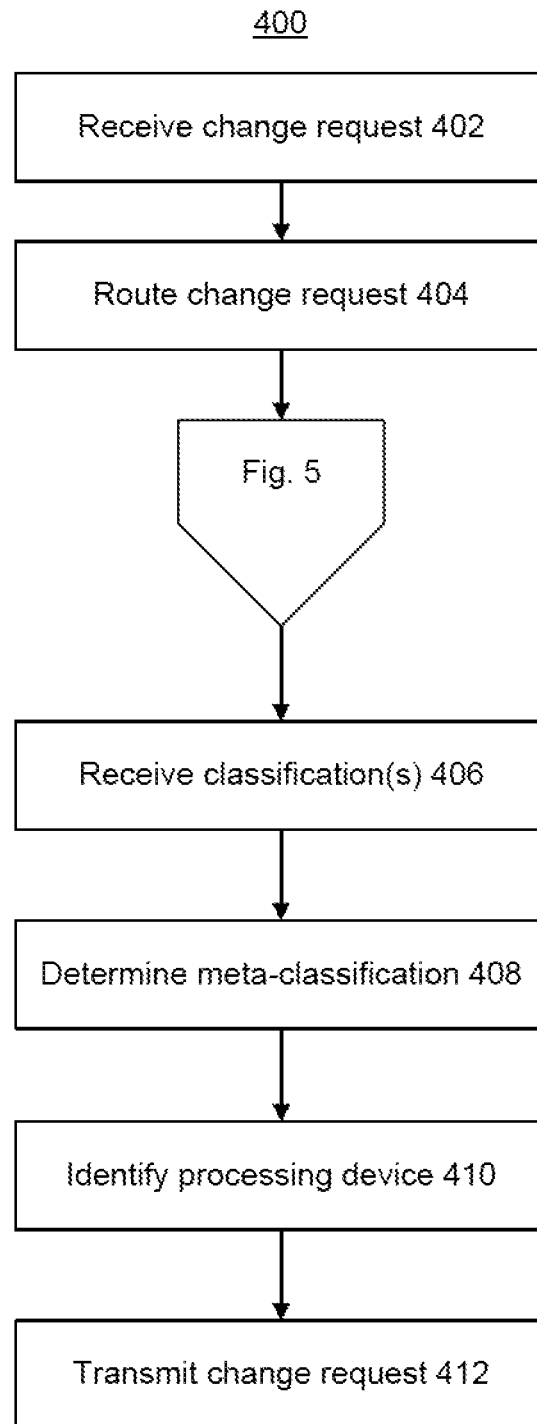 400
Receive change request 402
Route change request 404
Fig. 5
Receive classification(s) 406
Determine meta-classification 408
Identify processing device 410
Transmit change request 412